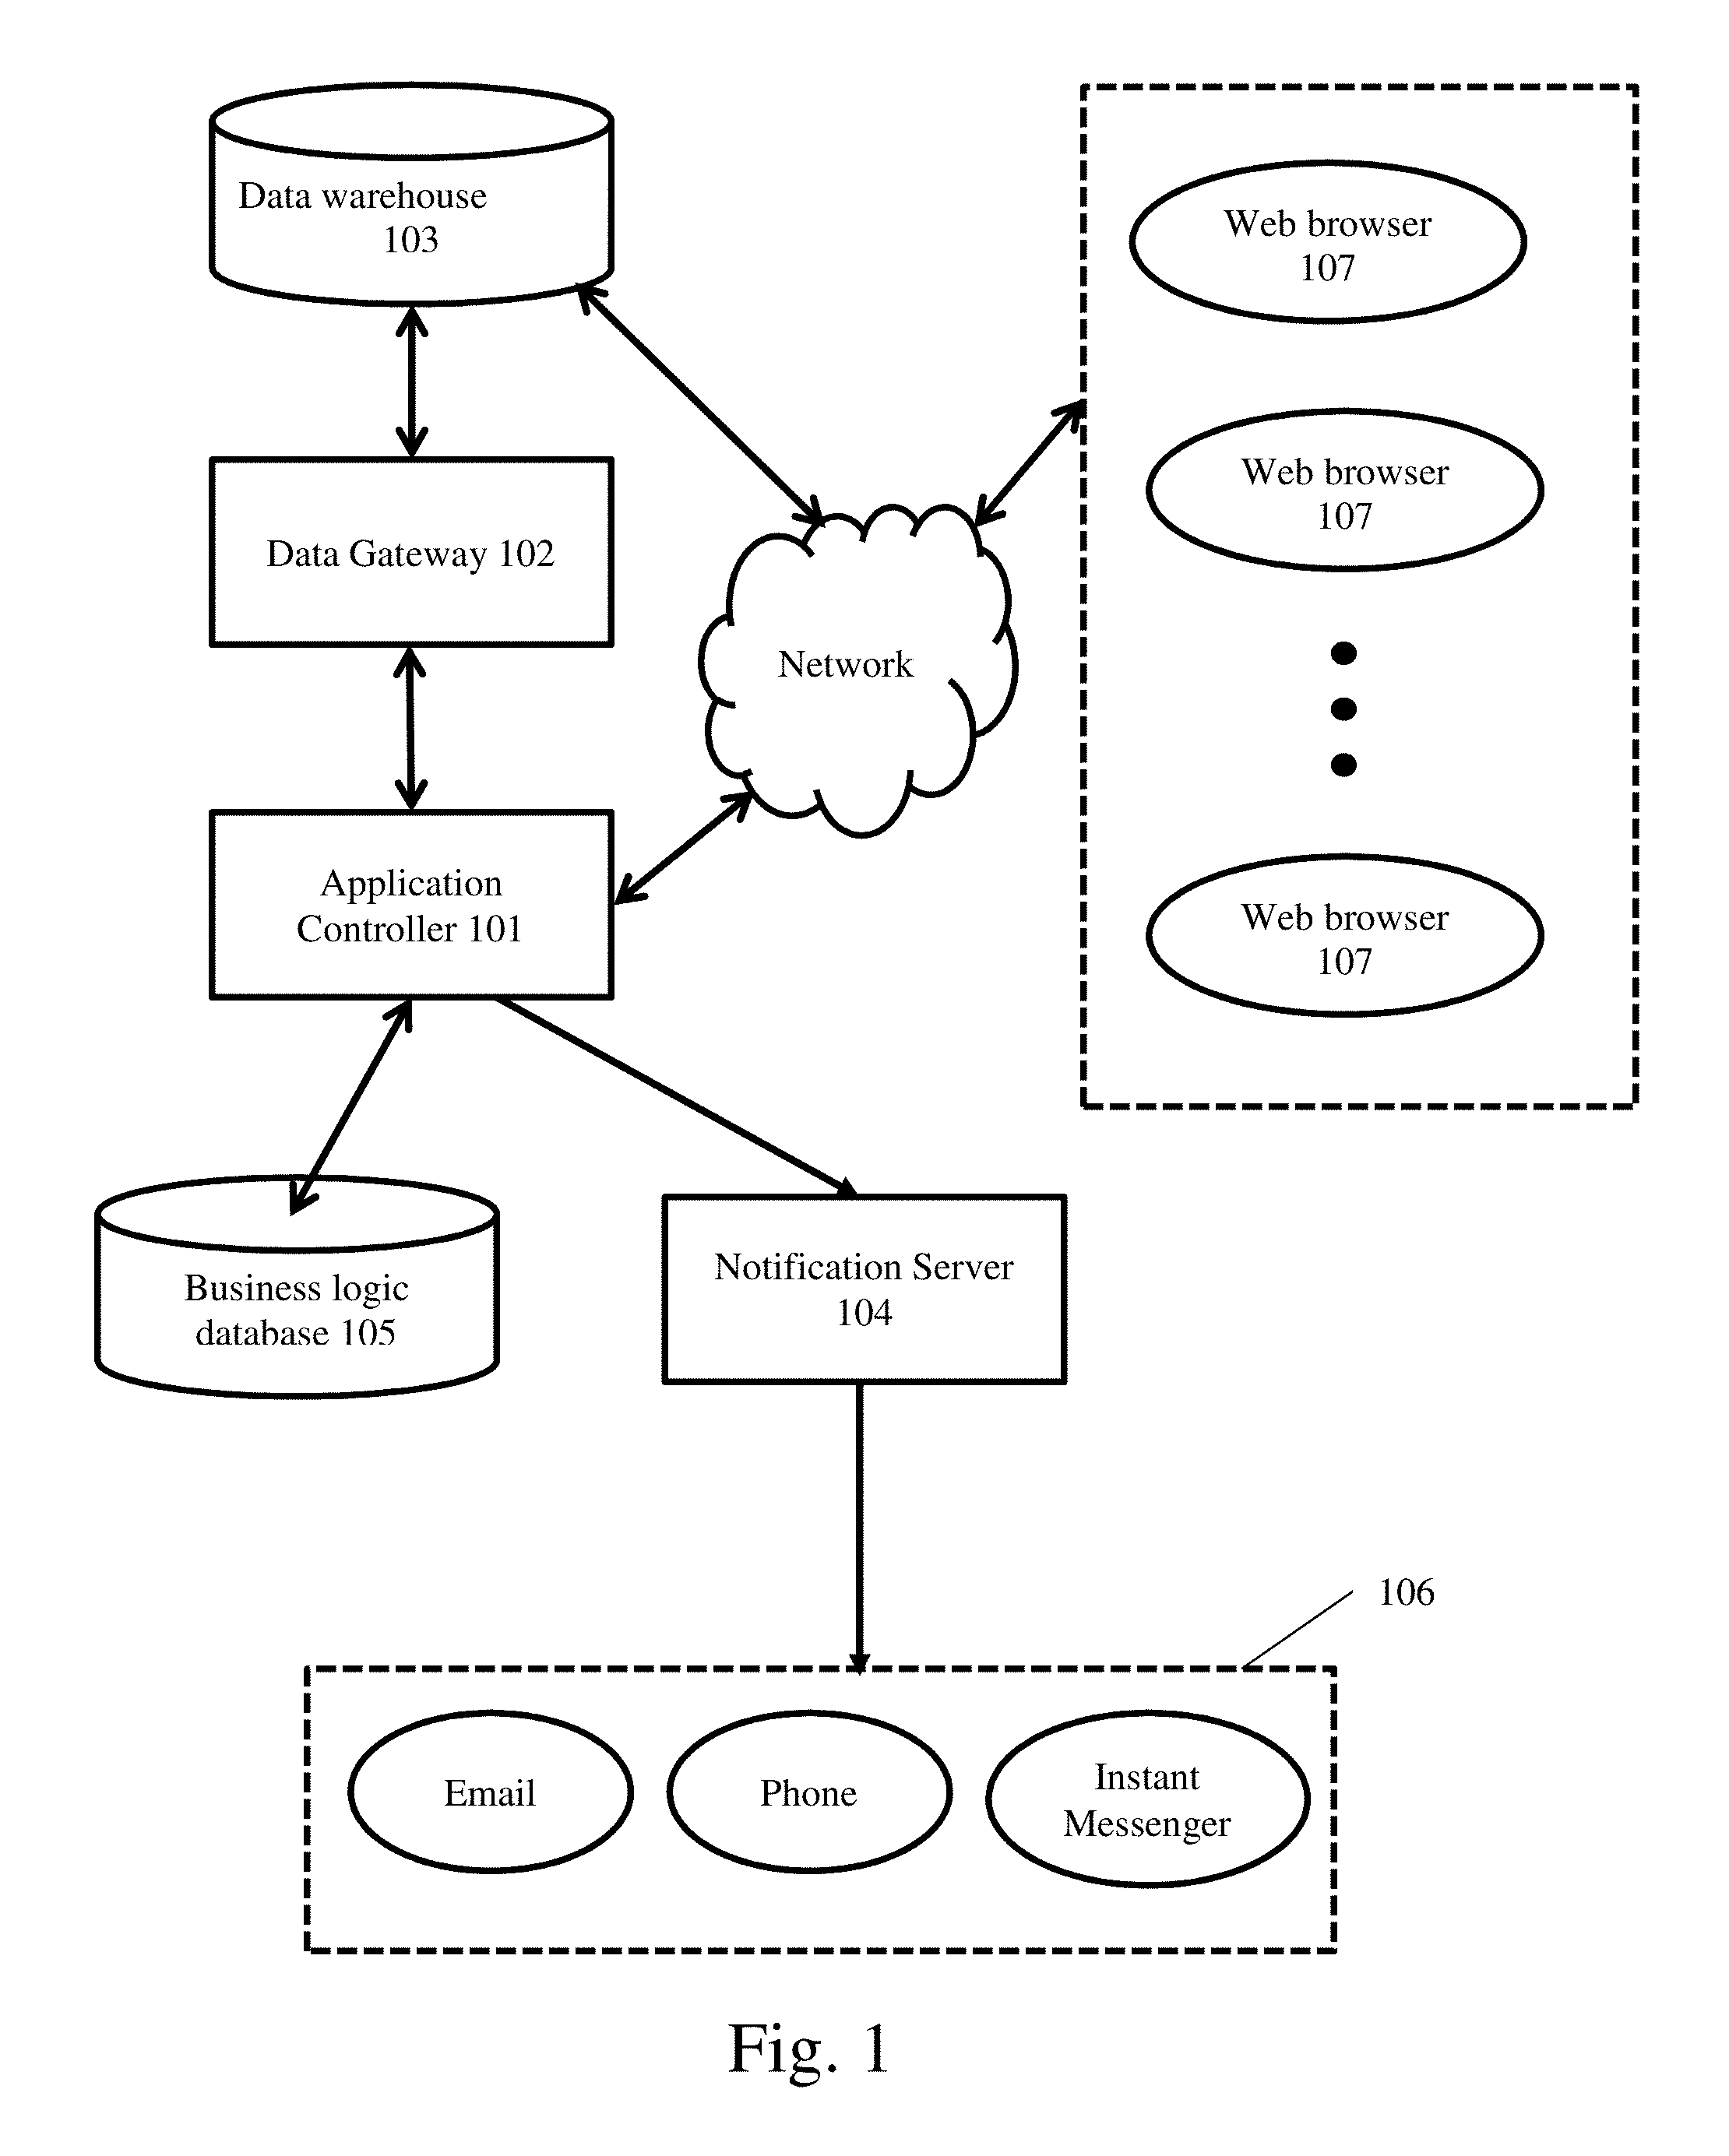 Data warehouse
103
Web browser
107
Web browser
107
Data Gateway 102
Network
Application
Controller 101
Web browser
107
Business logic
database 105
Notification Server
104
106
Email
Phone
Instant
Messenger
Fig. 1